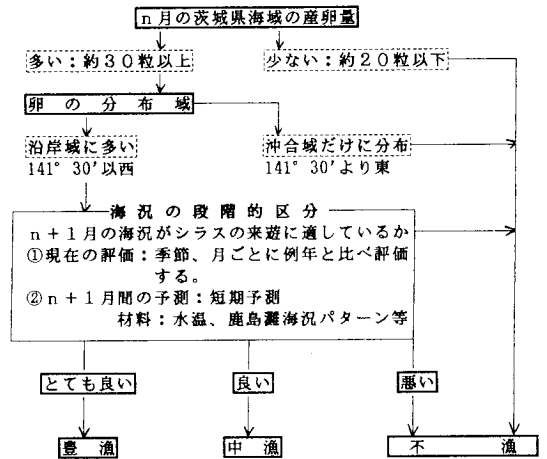 n月の茨城県海域の産卵量
多い：約30粒以上
少ない：約20粒以下
卵の分布域
沿岸域に多い
141°30′以西
沖合域だけに分布
141°30′より東
海況の段階的区分
n+1月の海況がシラスの来遊に適しているか
①現在の評価：季節、月ごとに例年と比べ評価
する。
②n+1月間の予測：短期予測
材料：水温、鹿島灘海況パターン等
とても良い
良い
悪い
豊漁
中漁
不漁